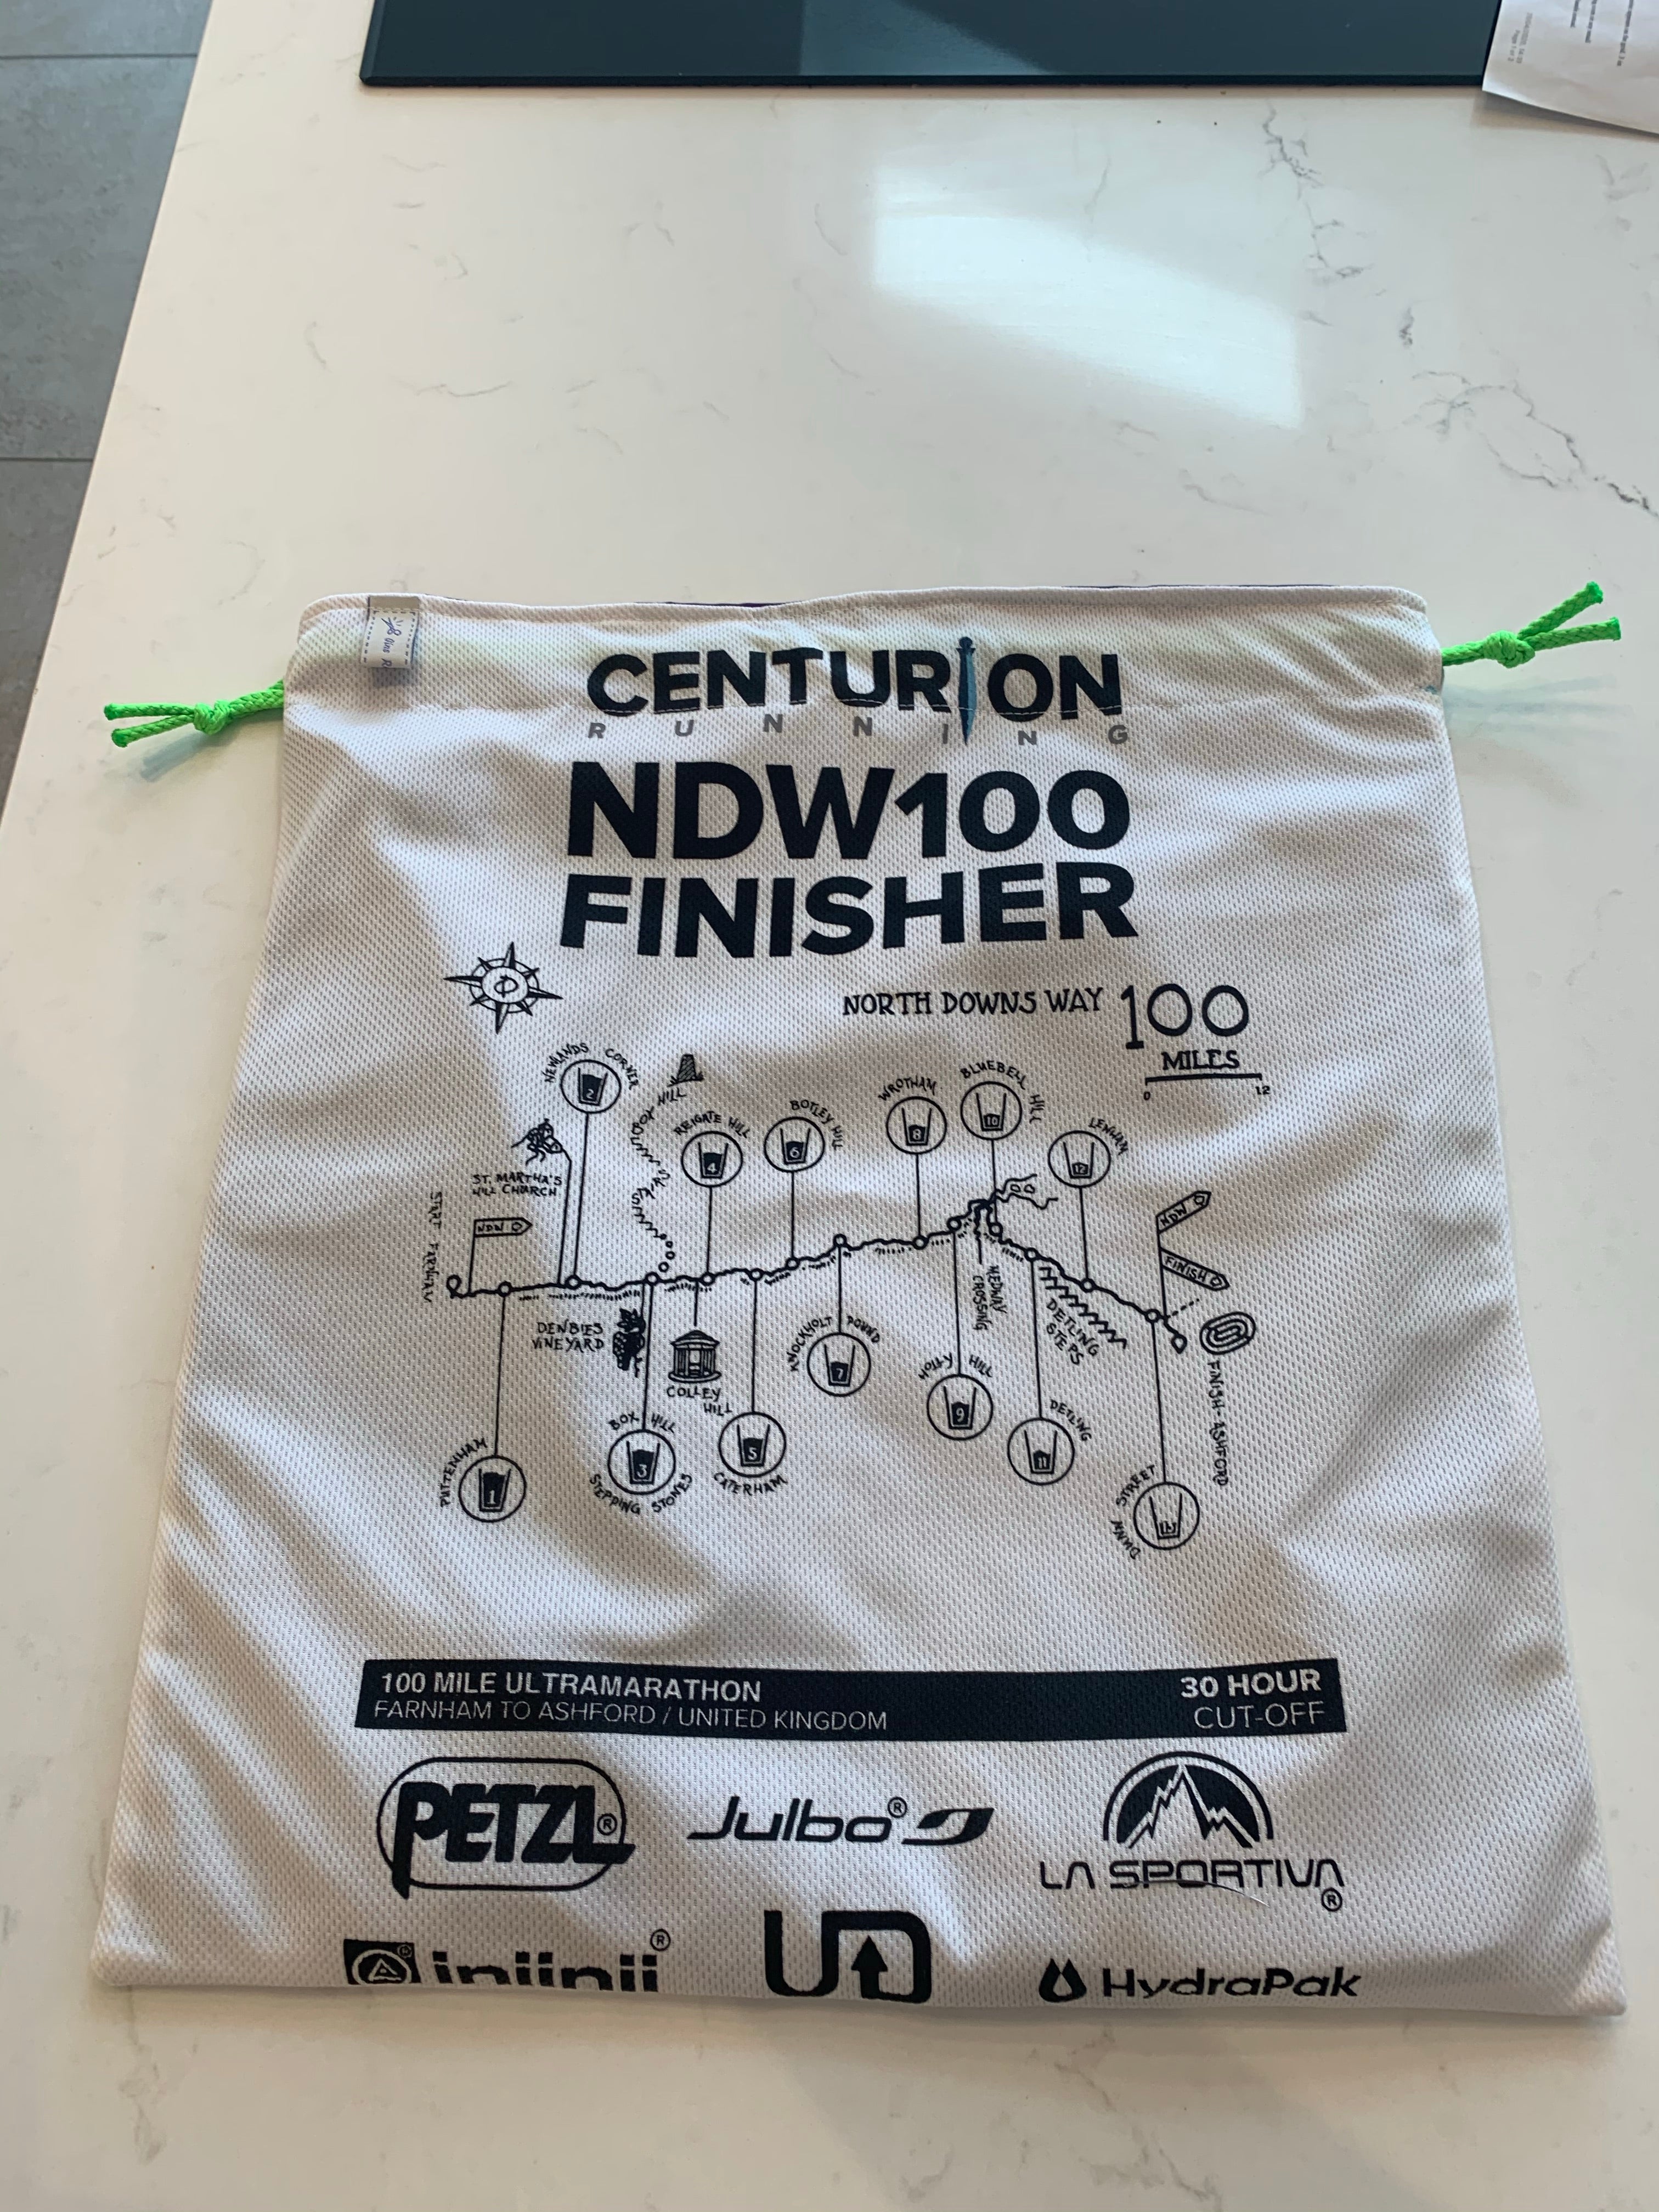 CENTURION
RUNNING
NDW100
FINISHER
NORTH DOWNS WAY 100
MILES
0 12
NEWLANDS CORNER
2
BOX HILL
STEPS
REIGATE HILL
4
BOTLEY HILL
6
WROTHAM
8
BLUEBELL HILL
10
LENHAM
12
ST. MARTHA'S
HILL CHURCH
START FARNHAM
NDW
NDW
FINISH
DENBIES
VINEYARD
COLLEY
HILL
KNOCKHOLT POUND
7
MEDWAY
CROSSING
DETLING
STEPS
HOLLY HILL
9
DETLING
11
FINISH - ASHFORD
PUTTENHAM
1
BOX HILL
3
STEPPING STONES
5
CATERHAM
DUNN STREET
13
100 MILE ULTRAMARATHON
FARNHAM TO ASHFORD / UNITED KINGDOM
30 HOUR
CUT-OFF
PETZL®
Julbo®
LA SPORTIVA®
UD
HydraPak